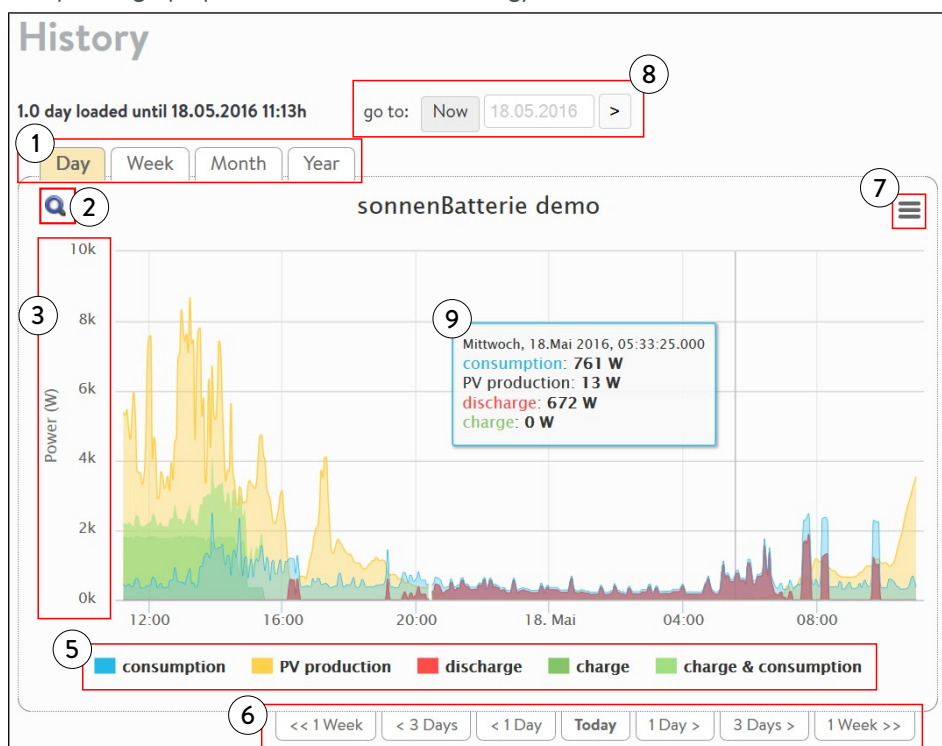 History
8
1.0 day loaded until 18.05.2016 11:13h go to: Now 18.05.2016 >
1
Day Week Month Year
2 sonnenBatterie demo 7
10k
3 8k 9
Mittwoch, 18.Mai 2016, 05:33:25.000
consumption: 761 W
PV production: 13 W
discharge: 672 W
charge: 0 W
6k
Power (W)
4k
2k
0k
12:00 16:00 20:00 18. Mai 04:00 08:00
5
consumption PV production discharge charge charge & consumption
6
<< 1 Week < 3 Days < 1 Day Today 1 Day > 3 Days > 1 Week >>